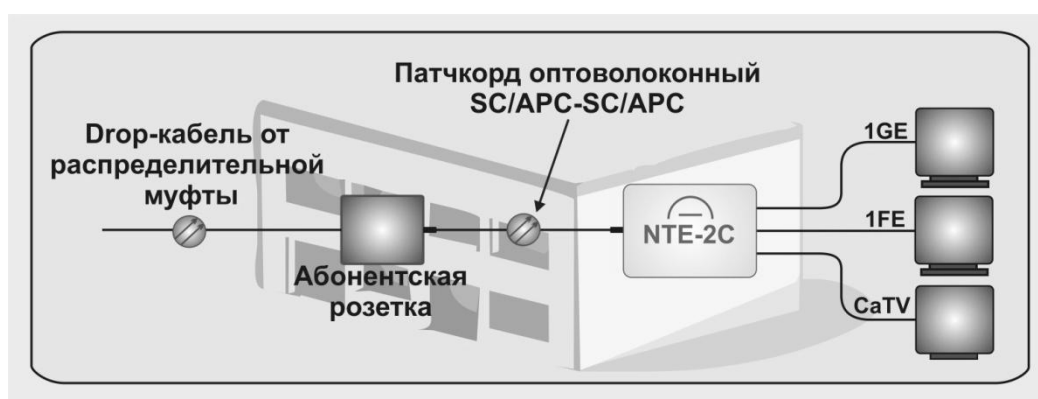 Патчкорд оптоволоконный
SC/APC-SC/APC
Drop-кабель от
распределительной
муфты
Абонентская
розетка
NTE-2C
1GE
1FE
CaTV